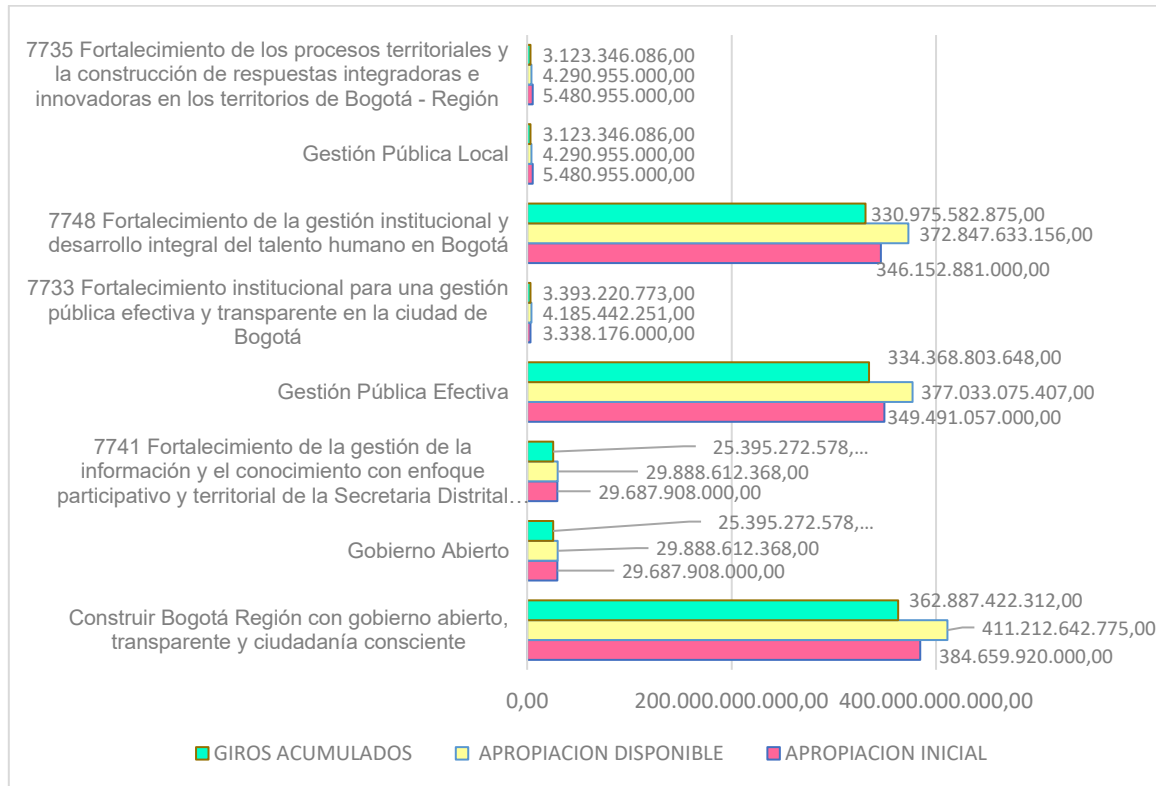 7735 Fortalecimiento de los procesos territoriales y
la construcción de respuestas integradoras e
innovadoras en los territorios de Bogotá - Región
3.123.346.086,00
4.290.955.000,00
5.480.955.000,00
Gestión Pública Local
3.123.346.086,00
4.290.955.000,00
5.480.955.000,00
7748 Fortalecimiento de la gestión institucional y
desarrollo integral del talento humano en Bogotá
330.975.582.875,00
372.847.633.156,00
346.152.881.000,00
7733 Fortalecimiento institucional para una gestión
pública efectiva y transparente en la ciudad de
Bogotá
3.393.220.773,00
4.185.442.251,00
3.338.176.000,00
Gestión Pública Efectiva
334.368.803.648,00
377.033.075.407,00
349.491.057.000,00
7741 Fortalecimiento de la gestión de la
información y el conocimiento con enfoque
participativo y territorial de la Secretaria Distrital…
25.395.272.578,…
29.888.612.368,00
29.687.908.000,00
Gobierno Abierto
25.395.272.578,…
29.888.612.368,00
29.687.908.000,00
Construir Bogotá Región con gobierno abierto,
transparente y ciudadanía consciente
362.887.422.312,00
411.212.642.775,00
384.659.920.000,00
0,00 200.000.000.000,00 400.000.000.000,00
GIROS ACUMULADOS APROPIACION DISPONIBLE APROPIACION INICIAL